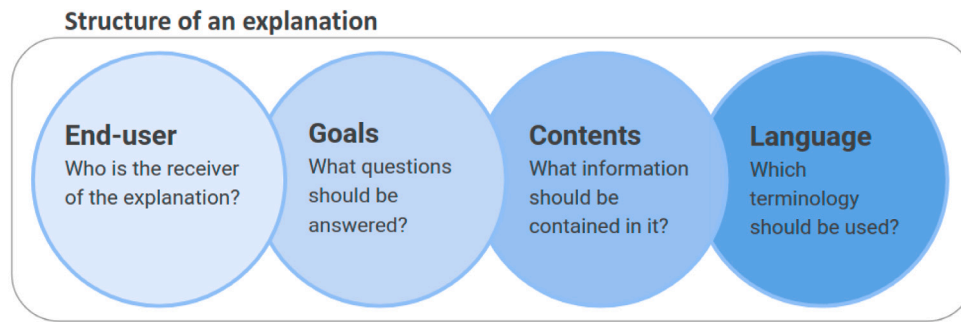 Structure of an explanation
End-user
Who is the receiver
of the explanation?
Goals
What questions
should be
answered?
Contents
What information
should be
contained in it?
Language
Which
terminology
should be used?